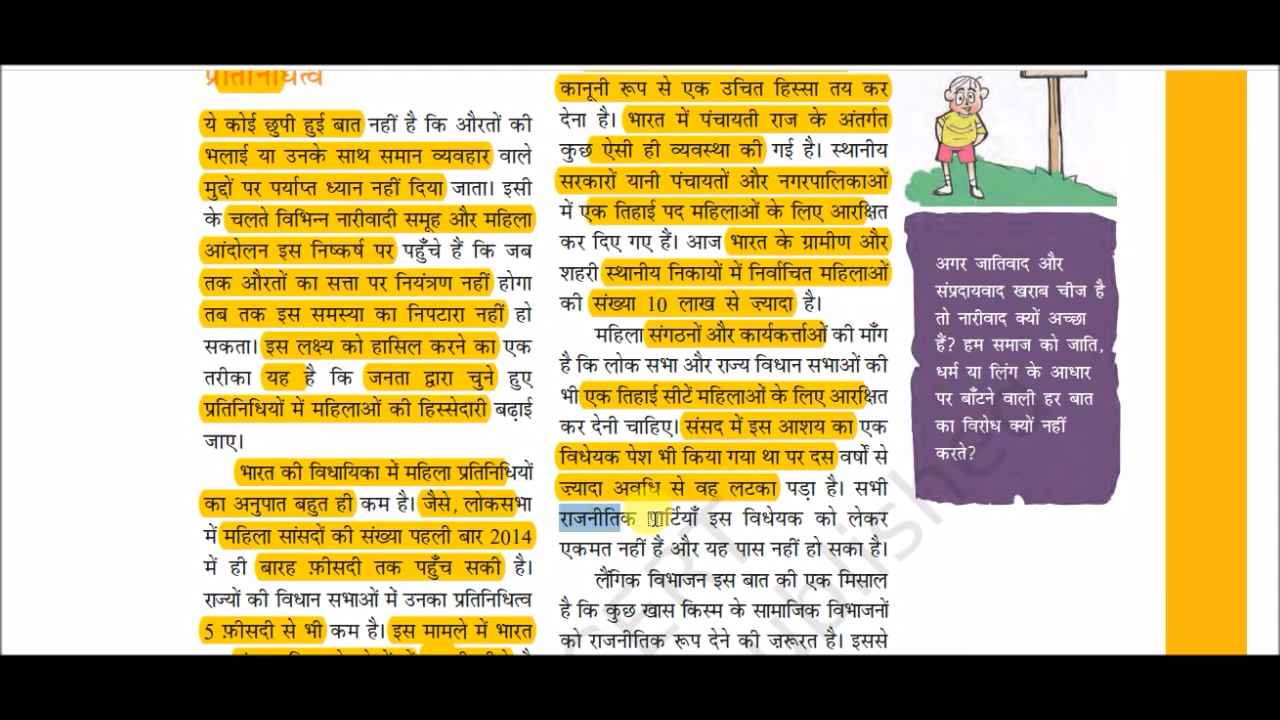 प्रतिनिधित्व
ये कोई छुपी हुई बात नहीं है कि औरतों की
भलाई या उनके साथ समान व्यवहार वाले
मुद्दों पर पर्याप्त ध्यान नहीं दिया जाता। इसी
के चलते विभिन्न नारीवादी समूह और महिला
आंदोलन इस निष्कर्ष पर पहुँचे हैं कि जब
तक औरतों का सत्ता पर नियंत्रण नहीं होगा
तब तक इस समस्या का निपटारा नहीं हो
सकता। इस लक्ष्य को हासिल करने का एक
तरीका यह है कि जनता द्वारा चुने हुए
प्रतिनिधियों में महिलाओं की हिस्सेदारी बढ़ाई
जाए।
भारत की विधायिका में महिला प्रतिनिधियों
का अनुपात बहुत ही कम है। जैसे, लोकसभा
में महिला सांसदों की संख्या पहली बार 2014
में ही बारह फ़ीसदी तक पहुँच सकी है।
राज्यों की विधान सभाओं में उनका प्रतिनिधित्व
5 फ़ीसदी से भी कम है। इस मामले में भारत
कानूनी रूप से एक उचित हिस्सा तय कर
देना है। भारत में पंचायती राज के अंतर्गत
कुछ ऐसी ही व्यवस्था की गई है। स्थानीय
सरकारों यानी पंचायतों और नगरपालिकाओं
में एक तिहाई पद महिलाओं के लिए आरक्षित
कर दिए गए हैं। आज भारत के ग्रामीण और
शहरी स्थानीय निकायों में निर्वाचित महिलाओं
की संख्या 10 लाख से ज़्यादा है।
महिला संगठनों और कार्यकर्त्ताओं की माँग
है कि लोक सभा और राज्य विधान सभाओं की
भी एक तिहाई सीटें महिलाओं के लिए आरक्षित
कर देनी चाहिए। संसद में इस आशय का एक
विधेयक पेश भी किया गया था पर दस वर्षों से
ज़्यादा अवधि से वह लटका पड़ा है। सभी
राजनीतिक पार्टियाँ इस विधेयक को लेकर
एकमत नहीं हैं और यह पास नहीं हो सका है।
लैंगिक विभाजन इस बात की एक मिसाल
है कि कुछ खास किस्म के सामाजिक विभाजनों
को राजनीतिक रूप देने की ज़रूरत है। इससे
अगर जातिवाद और
संप्रदायवाद खराब चीज है
तो नारीवाद क्यों अच्छा
हैं? हम समाज को जाति,
धर्म या लिंग के आधार
पर बाँटने वाली हर बात
का विरोध क्यों नहीं
करते?